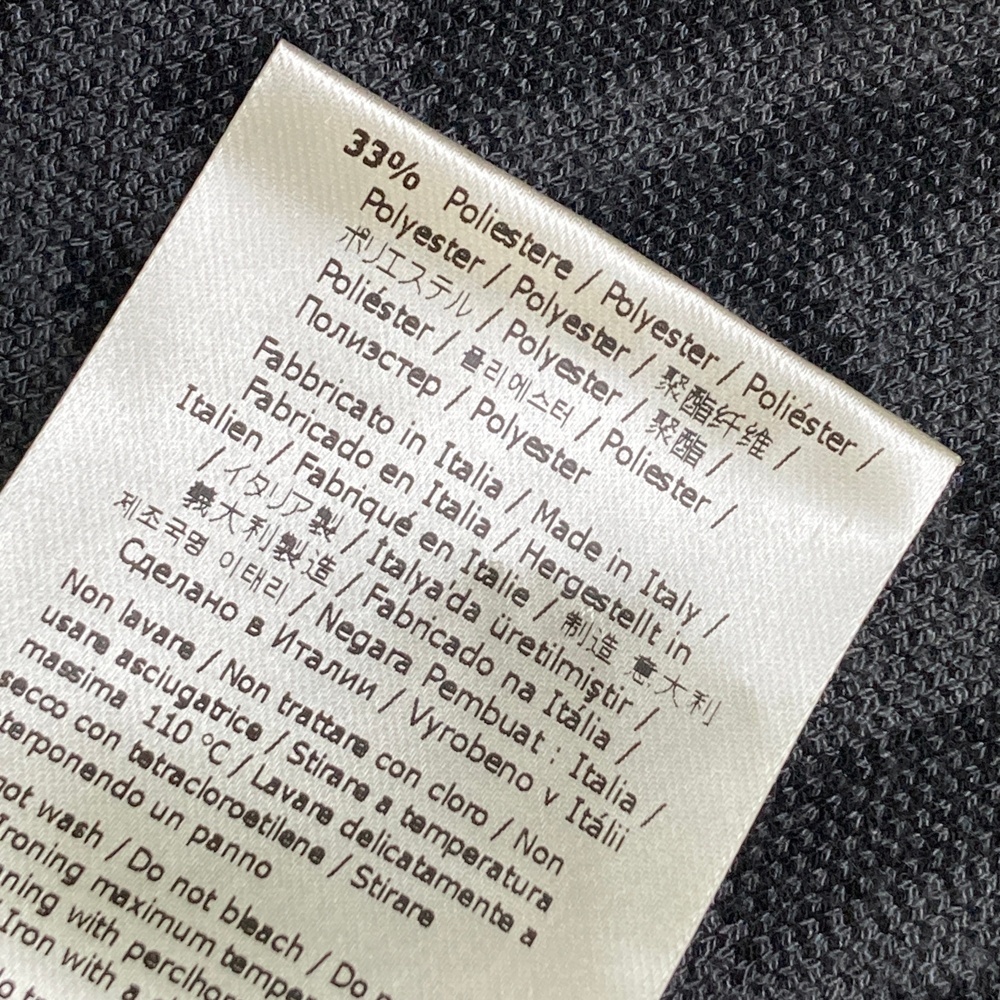 33% Poliestere / Polyester / Poliéster /
Polyester / Polyester / 聚酯纤维 /
ポリエステル / Polyester / 聚酯 /
Poliéster / 폴리에스터 / Poliester /
Полиэстер / Polyester
Fabbricato in Italia / Made in Italy /
Fabricado en Italia / Hergestellt in
Italien / Fabriqué en Italie / 制造 意大利
/ イタリア製 / İtalya'da üretilmiştir /
義大利製造 / Fabricado na Itália /
제조국명 이태리 / Negara Pembuat : Italia /
Сделано в Италии / Vyrobeno v Itálii
Non lavare / Non trattare con cloro / Non
usare asciugatrice / Stirare a temperatura
massima 110 °C / Lavare delicatamente a
secco con tetracloroetilene / Stirare
terponendo un panno
not wash / Do not bleach / Do
Ironing maximum temper
ning with perclhor
Iron with a